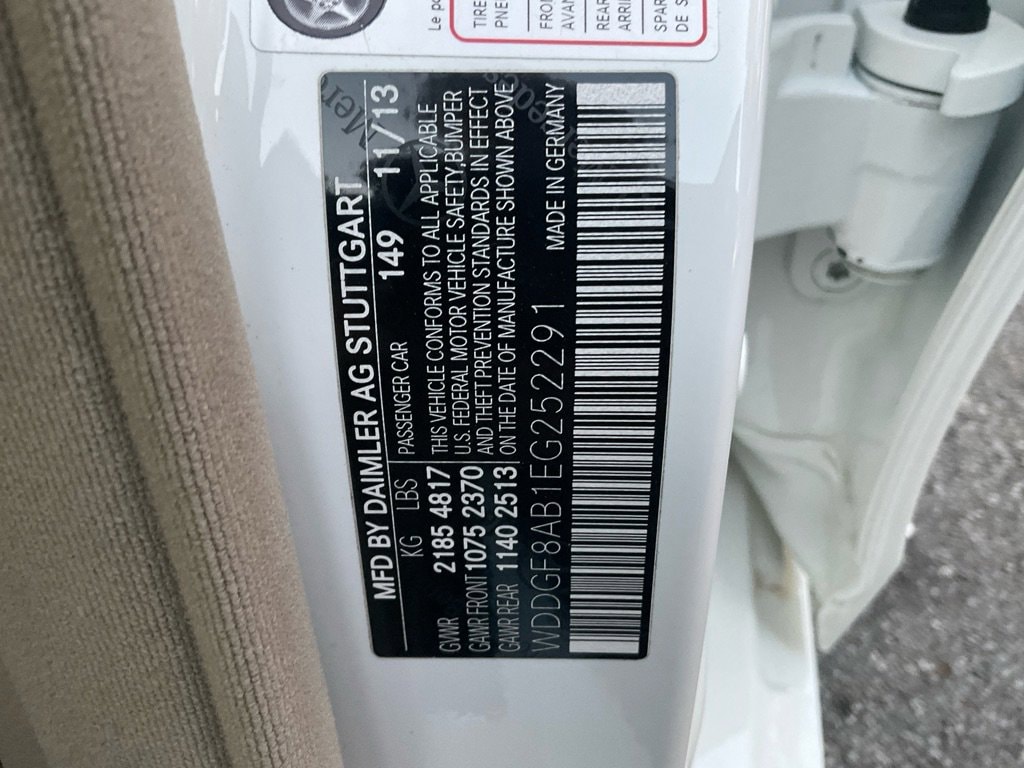 MFD BY DAIMLER AG STUTTGART
KG LBS PASSENGER CAR 149 11/13
GVWR 2185 4817 THIS VEHICLE CONFORMS TO ALL APPLICABLE
GAWR FRONT 1075 2370 U.S. FEDERAL MOTOR VEHICLE SAFETY,BUMPER
AND THEFT PREVENTION STANDARDS IN EFFECT
GAWR REAR 1140 2513 ON THE DATE OF MANUFACTURE SHOWN ABOVE
WDDGF8AB1EG252291 MADE IN GERMANY
Le
TIRE